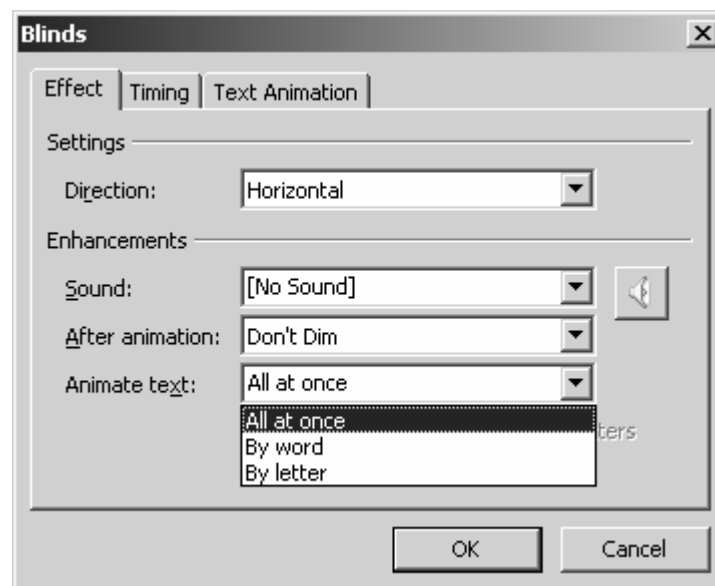 Blinds
Effect Timing Text Animation
Settings
Direction: Horizontal
Enhancements
Sound: [No Sound]
After animation: Don't Dim
Animate text: All at once
All at once
By word
By letter
OK Cancel